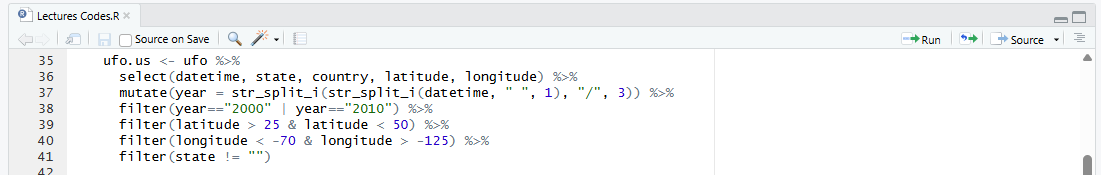 Lectures Codes.R
Source on Save Run Source
35 ufo.us <- ufo %>%
36 select(datetime, state, country, latitude, longitude) %>%
37 mutate(year = str_split_i(str_split_i(datetime, " ", 1), "/", 3)) %>%
38 filter(year=="2000" | year=="2010") %>%
39 filter(latitude > 25 & latitude < 50) %>%
40 filter(longitude < -70 & longitude > -125) %>%
41 filter(state != "")
42